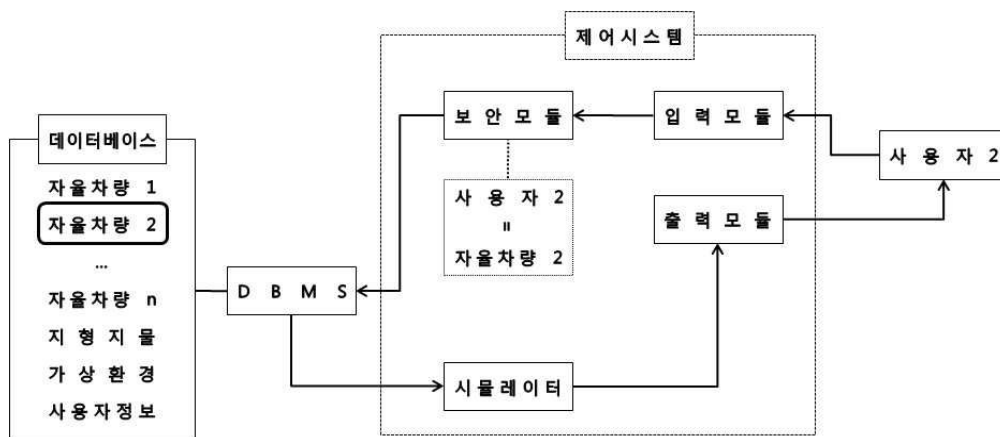 제어시스템
보안모듈
입력모듈
데이터베이스
사용자 2
자율차량 1
사용자 2
=
자율차량 2
자율차량 2
출력모듈
...
자율차량 n
D B M S
지형지물
가상환경
시뮬레이터
사용자정보